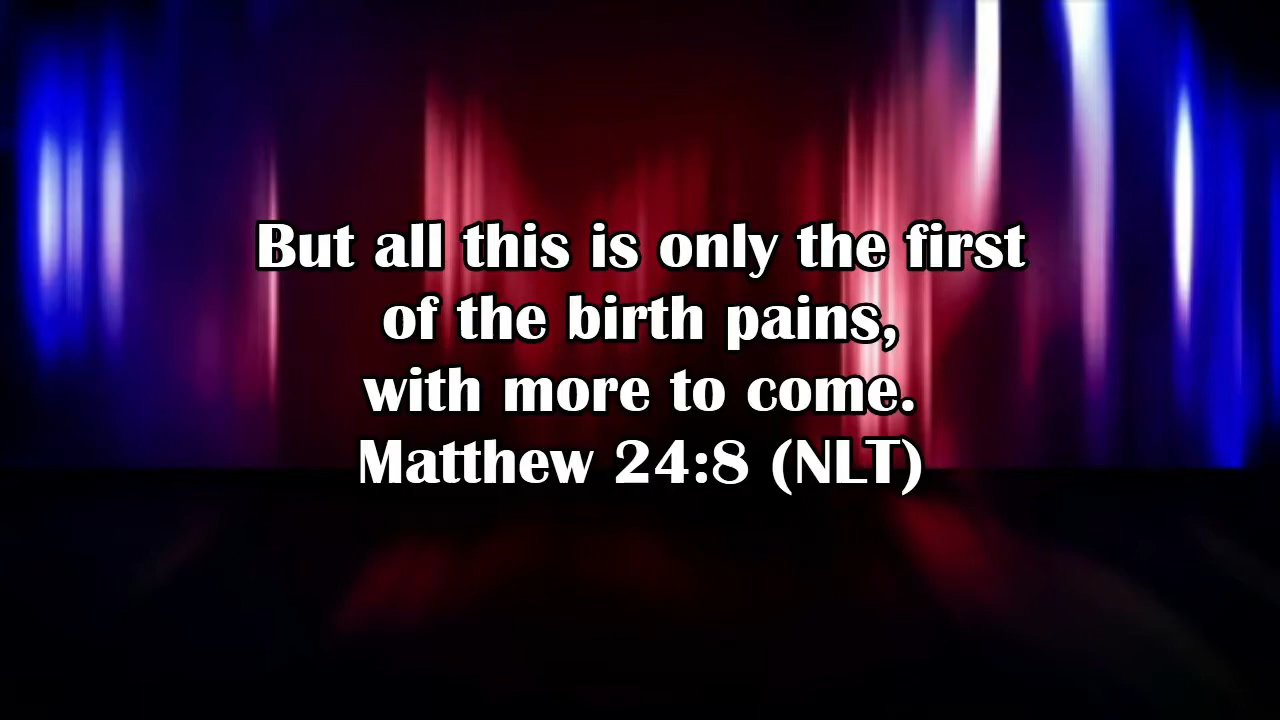 But all this is only the first
of the birth pains,
with more to come.
Matthew 24:8 (NLT)